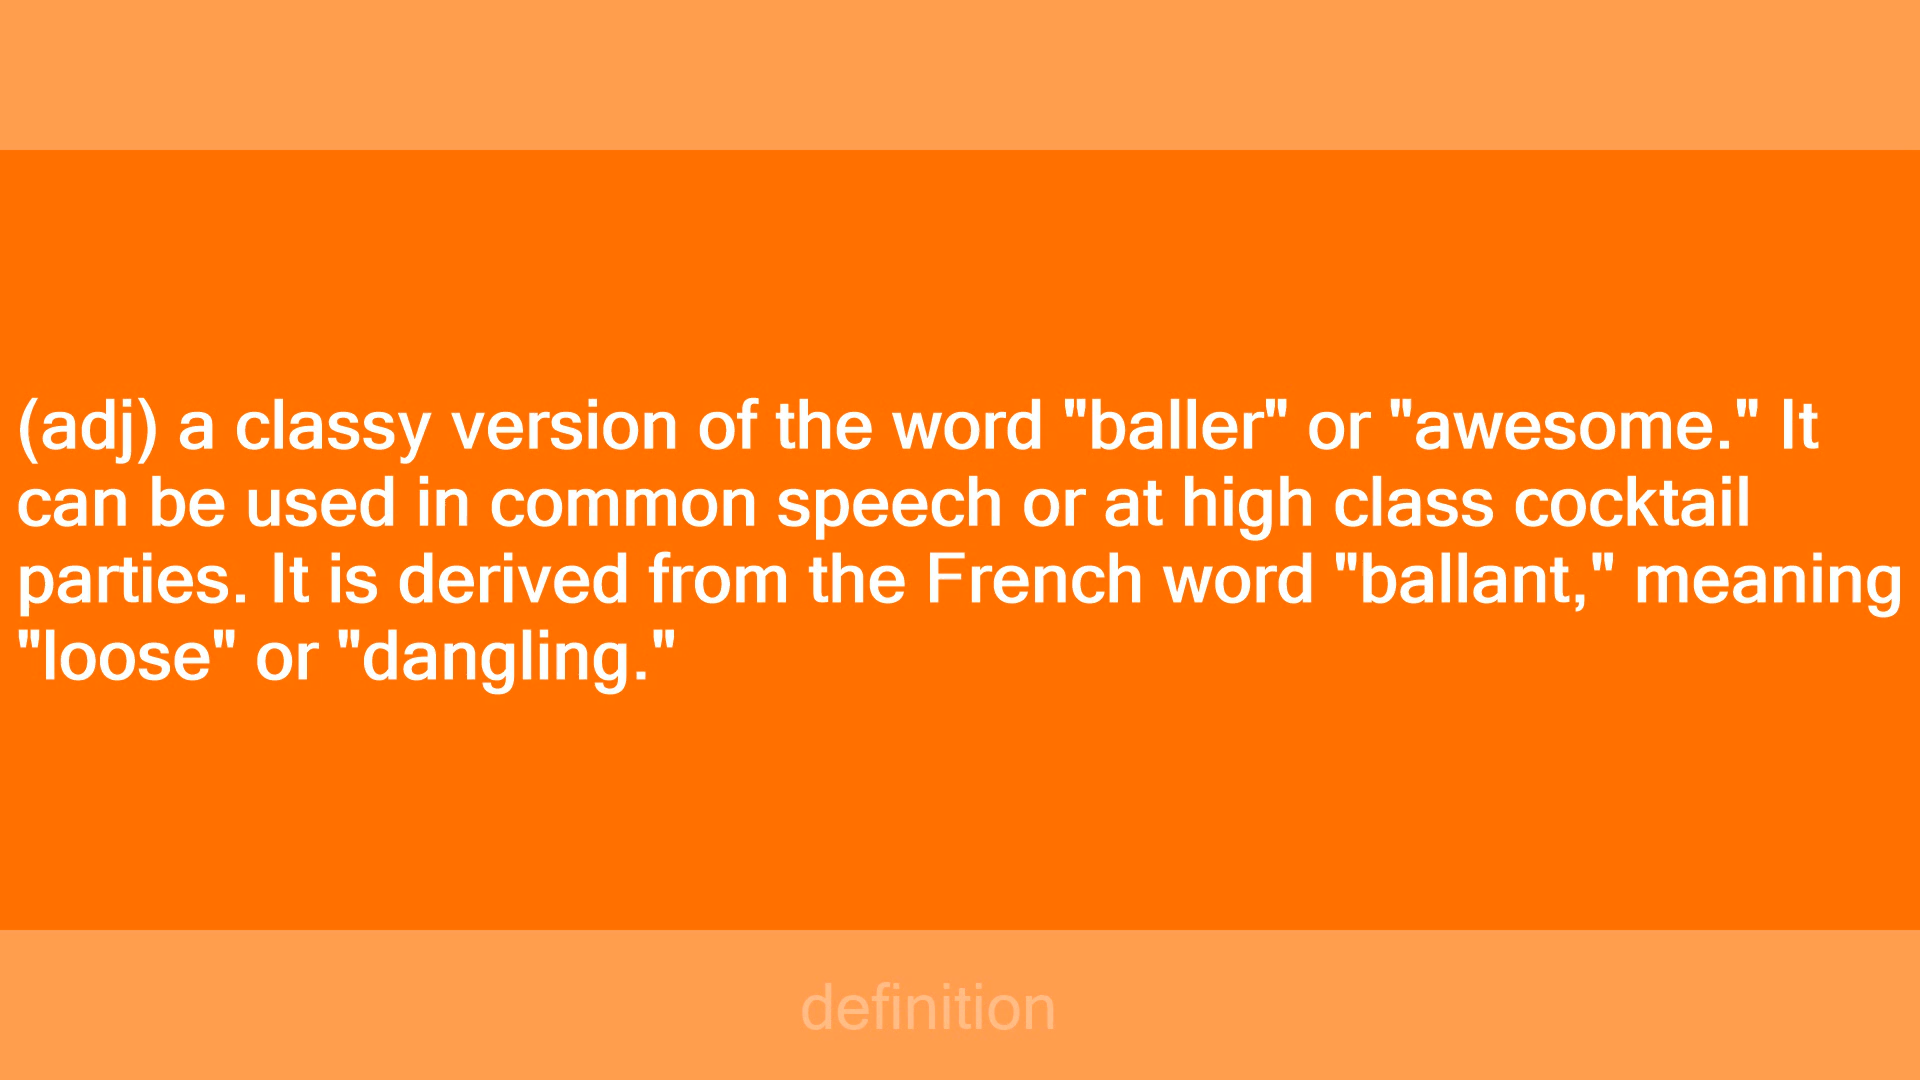 (adj) a classy version of the word "baller" or "awesome." It
can be used in common speech or at high class cocktail
parties. It is derived from the French word "ballant," meaning
"loose" or "dangling."
definition